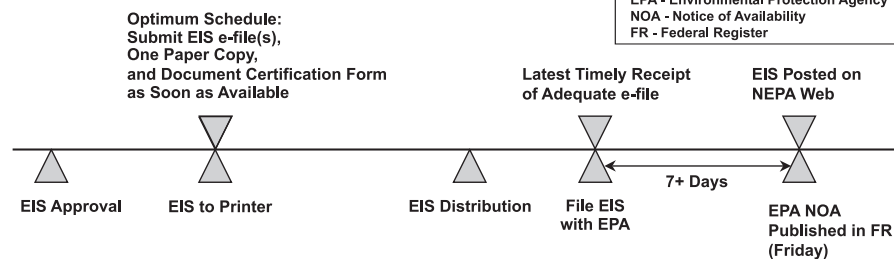 EPA - Environmental Protection Agency
NOA - Notice of Availability
FR - Federal Register
Optimum Schedule:
Submit EIS e-file(s),
One Paper Copy,
and Document Certification Form
as Soon as Available
Latest Timely Receipt
of Adequate e-file
EIS Posted on
NEPA Web
7+ Days
EIS Approval
EIS to Printer
EIS Distribution
File EIS
with EPA
EPA NOA
Published in FR
(Friday)